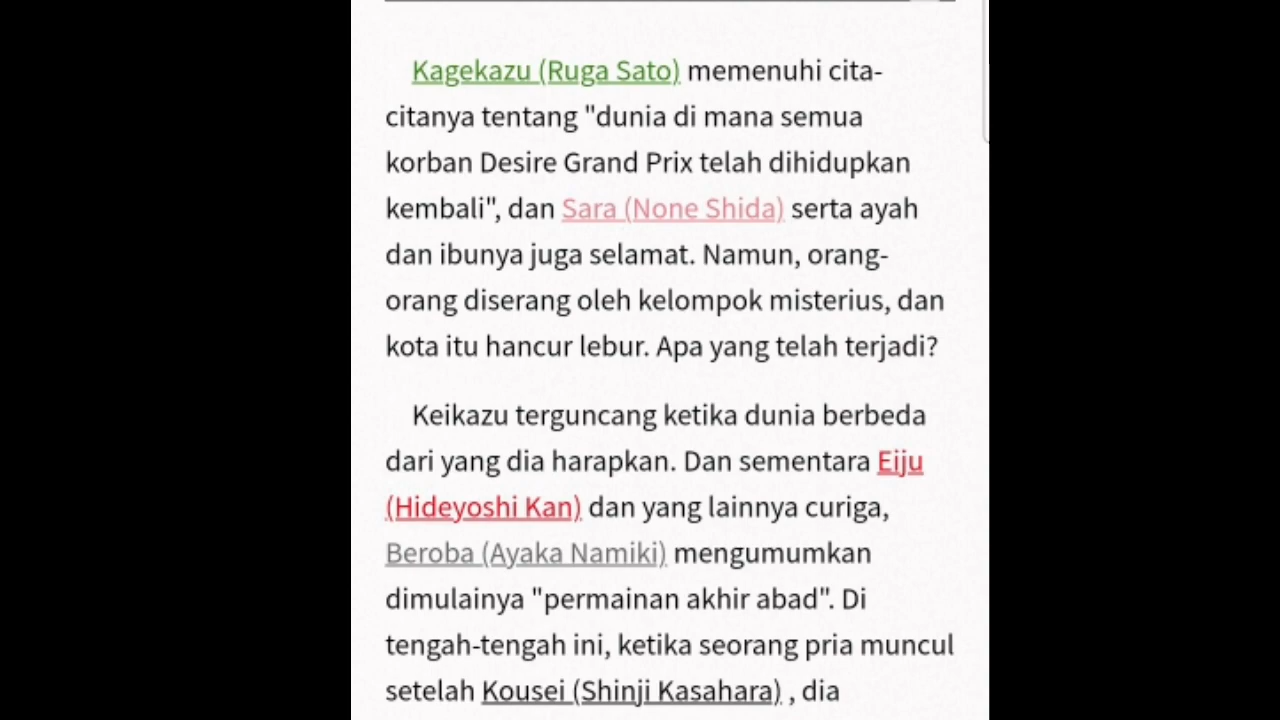 Kagekazu (Ruga Sato) memenuhi cita-
citanya tentang "dunia di mana semua
korban Desire Grand Prix telah dihidupkan
kembali", dan Sara (None Shida) serta ayah
dan ibunya juga selamat. Namun, orang-
orang diserang oleh kelompok misterius, dan
kota itu hancur lebur. Apa yang telah terjadi?
Keikazu terguncang ketika dunia berbeda
dari yang dia harapkan. Dan sementara Eiju
(Hideyoshi Kan) dan yang lainnya curiga,
Beroba (Ayaka Namiki) mengumumkan
dimulainya "permainan akhir abad". Di
tengah-tengah ini, ketika seorang pria muncul
setelah Kousei (Shinji Kasahara) , dia